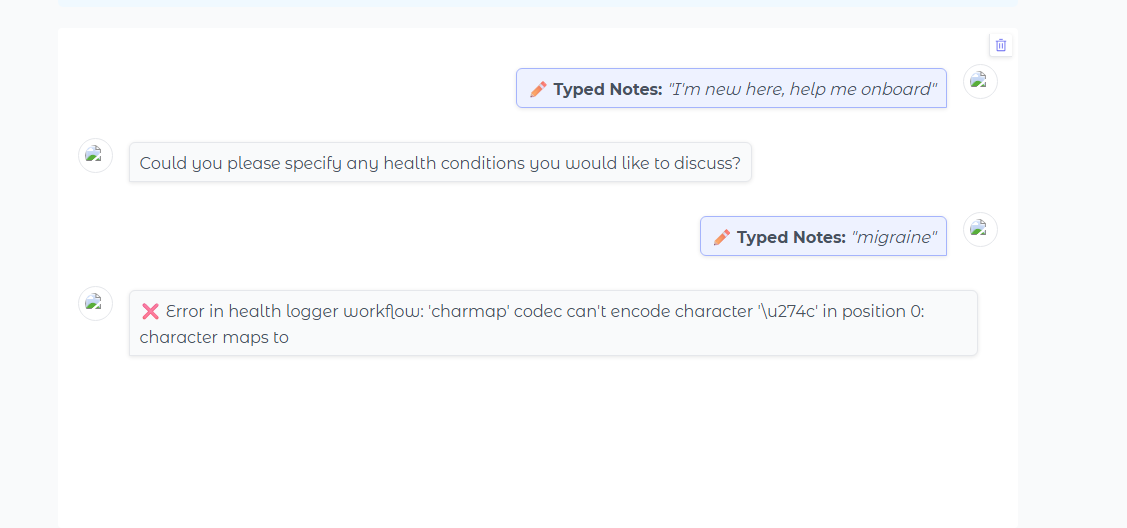 ✏️ Typed Notes: "I'm new here, help me onboard"
Could you please specify any health conditions you would like to discuss?
✏️ Typed Notes: "migraine"
❌ Error in health logger workflow: 'charmap' codec can't encode character '\u274c' in position 0:
character maps to